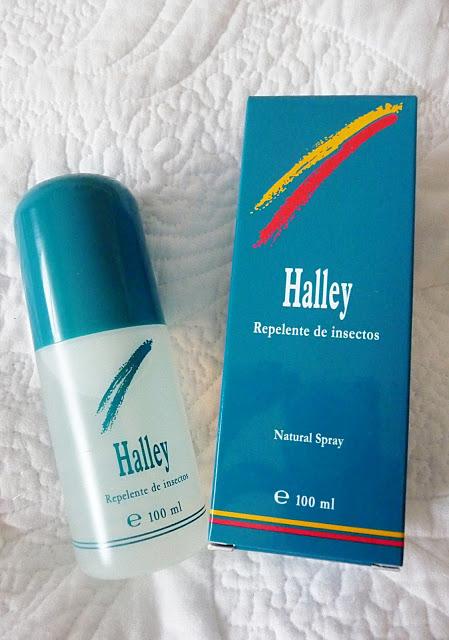 Halley
Repelente de insectos
℮ 100 ml
Halley
Repelente de insectos
Natural Spray
℮ 100 ml